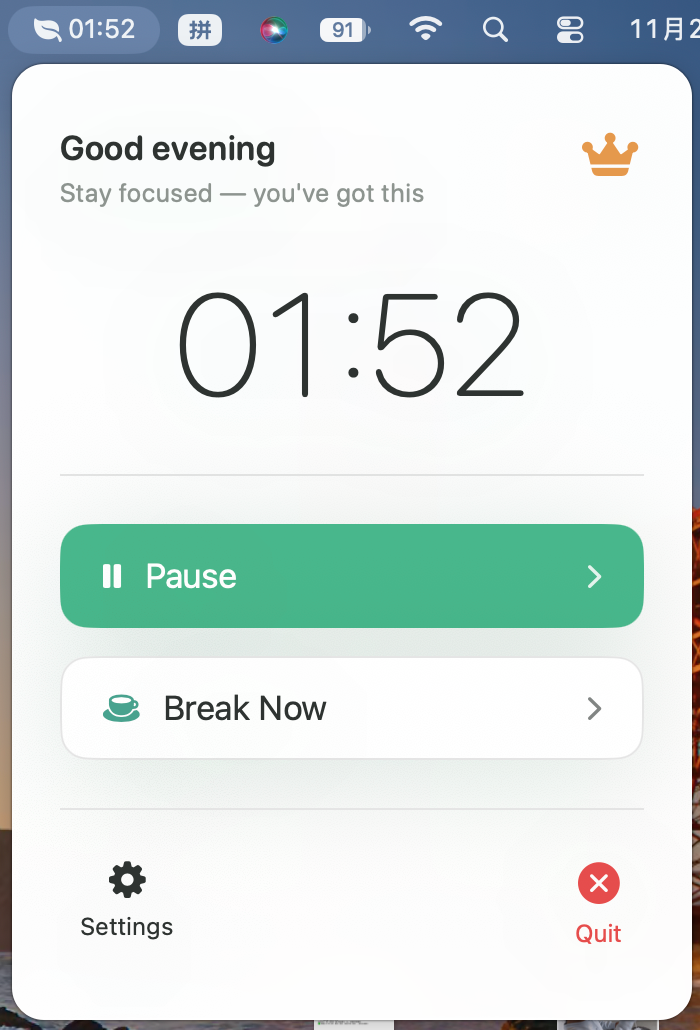 01:52 拼 91 11月2
Good evening
Stay focused — you've got this
01:52
Pause
Break Now
Settings
Quit